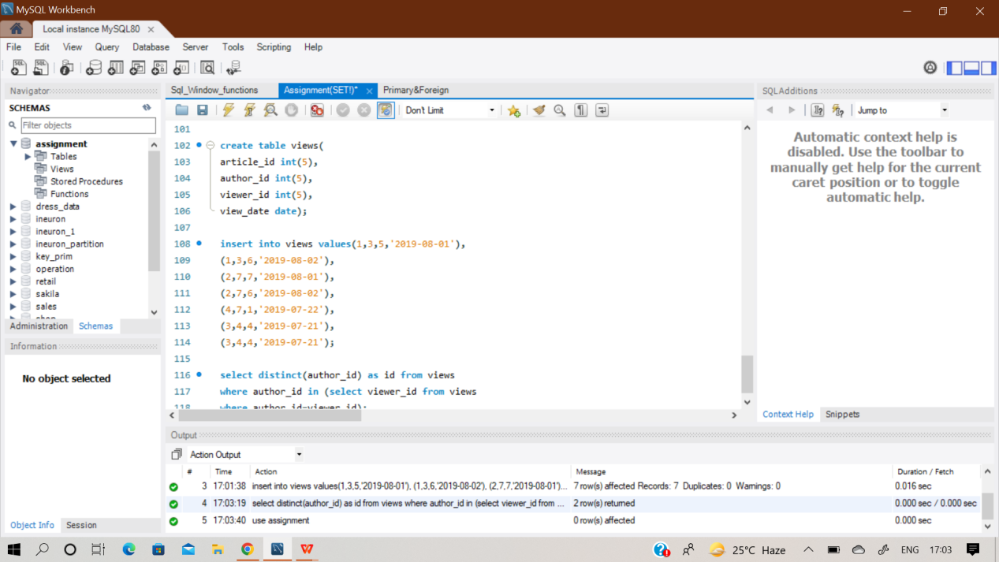 MySQL Workbench
Local instance MySQL80
File Edit View Query Database Server Tools Scripting Help
Navigator
SCHEMAS
Filter objects
assignment
Tables
Views
Stored Procedures
Functions
dress_data
ineuron
ineuron_1
ineuron_partition
key_prim
operation
retail
sakila
sales
shop
Administration Schemas
Information
No object selected
Object Info Session
Sql_Window_functions Assignment(SET!)* Primary&Foreign
Don't Limit
101
102 create table views(
103 article_id int(5),
104 author_id int(5),
105 viewer_id int(5),
106 view_date date);
107
108 insert into views values(1,3,5,'2019-08-01'),
109 (1,3,6,'2019-08-02'),
110 (2,7,7,'2019-08-01'),
111 (2,7,6,'2019-08-02'),
112 (4,7,1,'2019-07-22'),
113 (3,4,4,'2019-07-21'),
114 (3,4,4,'2019-07-21');
115
116 select distinct(author_id) as id from views
117 where author_id in (select viewer_id from views
118 where author_id=viewer_id);
SQLAdditions
Jump to
Automatic context help is
disabled. Use the toolbar to
manually get help for the current
caret position or to toggle
automatic help.
Context Help Snippets
Output
Action Output
# Time Action Message Duration / Fetch
3 17:01:38 insert into views values(1,3,5,'2019-08-01'), (1,3,6,'2019-08-02'), (2,7,7,'2019-08-01')... 7 row(s) affected Records: 7 Duplicates: 0 Warnings: 0 0.016 sec
4 17:03:19 select distinct(author_id) as id from views where author_id in (select viewer_id from ... 2 row(s) returned 0.000 sec / 0.000 sec
5 17:03:40 use assignment 0 row(s) affected 0.000 sec
25°C Haze ENG 17:03